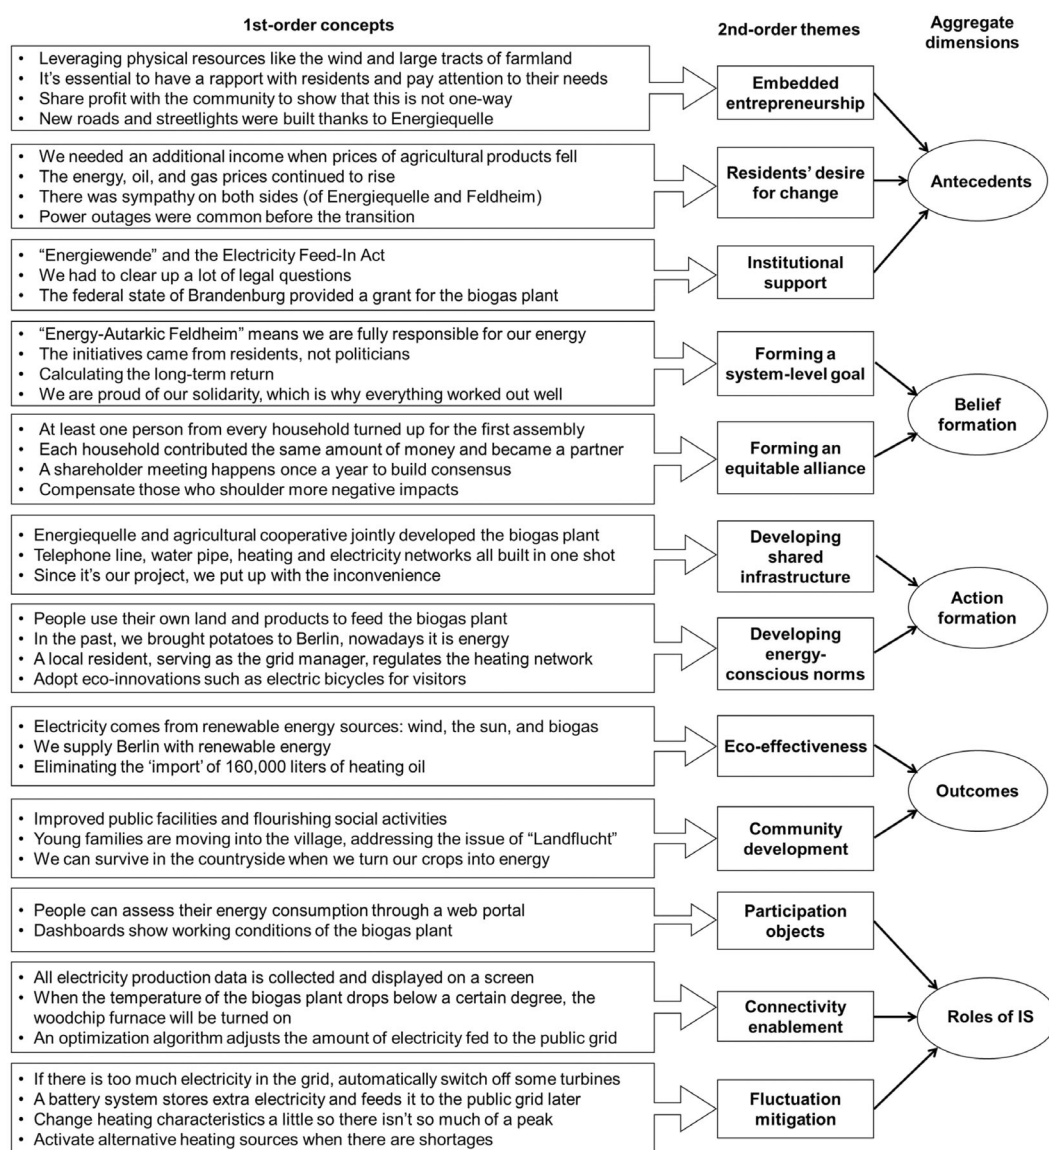 1st-order concepts
2nd-order themes
Aggregate
dimensions
• Leveraging physical resources like the wind and large tracts of farmland
• It's essential to have a rapport with residents and pay attention to their needs
• Share profit with the community to show that this is not one-way
• New roads and streetlights were built thanks to Energiequelle
Embedded
entrepreneurship
• We needed an additional income when prices of agricultural products fell
• The energy, oil, and gas prices continued to rise
• There was sympathy on both sides (of Energiequelle and Feldheim)
• Power outages were common before the transition
Residents' desire
for change
Antecedents
• "Energiewende" and the Electricity Feed-In Act
• We had to clear up a lot of legal questions
• The federal state of Brandenburg provided a grant for the biogas plant
Institutional
support
• "Energy-Autarkic Feldheim" means we are fully responsible for our energy
• The initiatives came from residents, not politicians
• Calculating the long-term return
• We are proud of our solidarity, which is why everything worked out well
Forming a
system-level goal
Belief
formation
• At least one person from every household turned up for the first assembly
• Each household contributed the same amount of money and became a partner
• A shareholder meeting happens once a year to build consensus
• Compensate those who shoulder more negative impacts
Forming an
equitable alliance
• Energiequelle and agricultural cooperative jointly developed the biogas plant
• Telephone line, water pipe, heating and electricity networks all built in one shot
• Since it's our project, we put up with the inconvenience
Developing
shared
infrastructure
Action
formation
• People use their own land and products to feed the biogas plant
• In the past, we brought potatoes to Berlin, nowadays it is energy
• A local resident, serving as the grid manager, regulates the heating network
• Adopt eco-innovations such as electric bicycles for visitors
Developing
energy-
conscious norms
• Electricity comes from renewable energy sources: wind, the sun, and biogas
• We supply Berlin with renewable energy
• Eliminating the 'import' of 160,000 liters of heating oil
Eco-effectiveness
Outcomes
• Improved public facilities and flourishing social activities
• Young families are moving into the village, addressing the issue of "Landflucht"
• We can survive in the countryside when we turn our crops into energy
Community
development
• People can assess their energy consumption through a web portal
• Dashboards show working conditions of the biogas plant
Participation
objects
• All electricity production data is collected and displayed on a screen
• When the temperature of the biogas plant drops below a certain degree, the
woodchip furnace will be turned on
• An optimization algorithm adjusts the amount of electricity fed to the public grid
Connectivity
enablement
Roles of IS
• If there is too much electricity in the grid, automatically switch off some turbines
• A battery system stores extra electricity and feeds it to the public grid later
• Change heating characteristics a little so there isn't so much of a peak
• Activate alternative heating sources when there are shortages
Fluctuation
mitigation